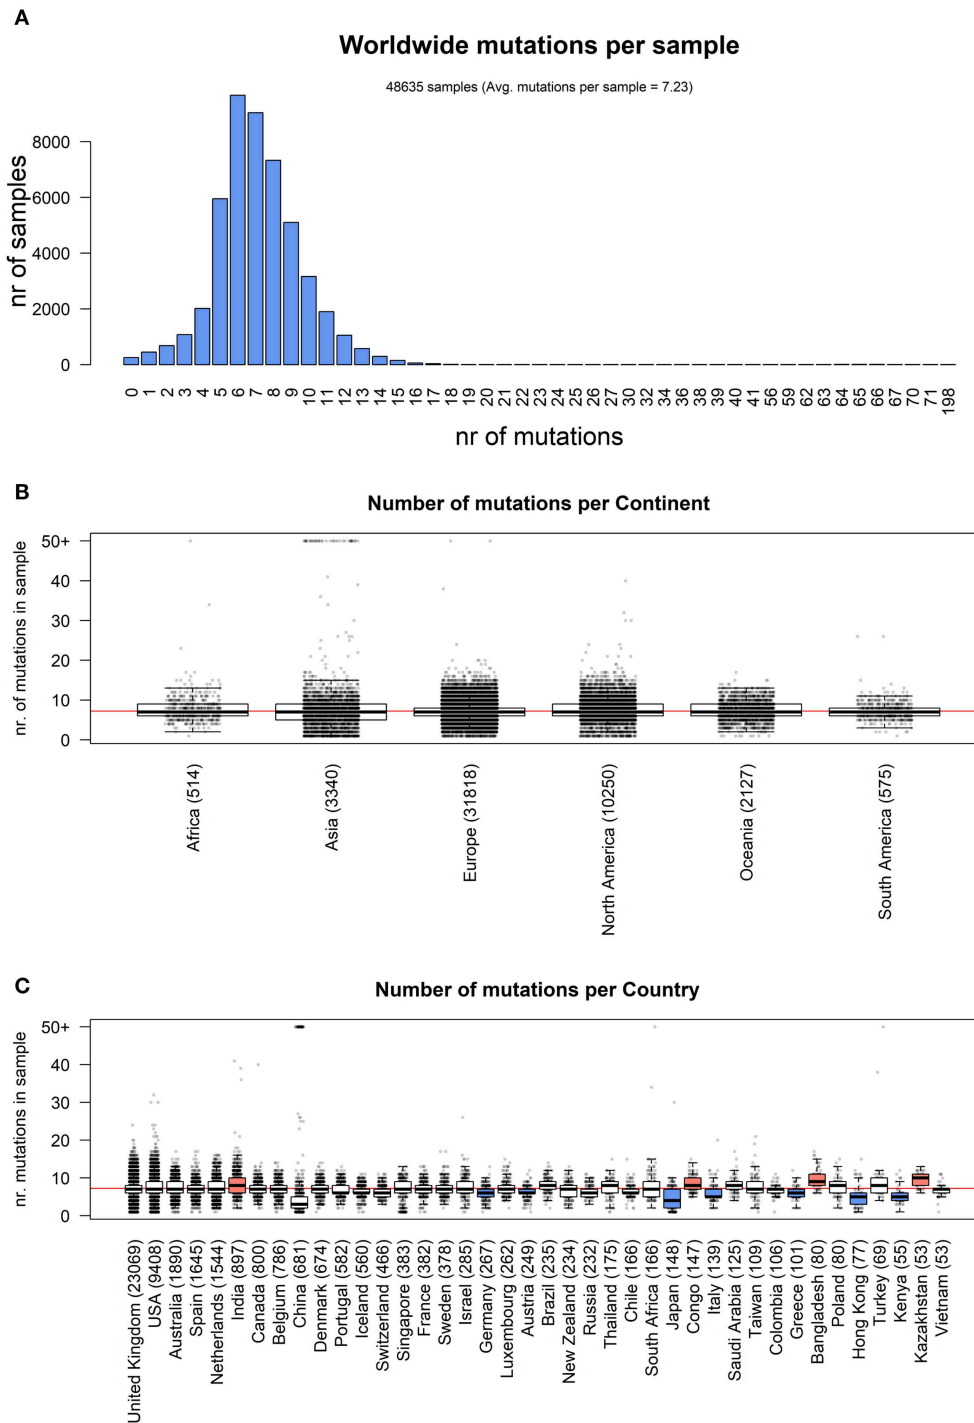 A
Worldwide mutations per sample
48635 samples (Avg. mutations per sample = 7.23)
nr of samples
8000
6000
4000
2000
0
0 1 2 3 4 5 6 7 8 9 10 11 12 13 14 15 16 17 18 19 20 21 22 23 24 25 26 27 30 32 34 36 38 39 40 41 56 59 62 63 64 65 66 67 70 71 198
nr of mutations
B
Number of mutations per Continent
nr. of mutations in sample
50+
40
30
20
10
0
Africa (514)
Asia (3340)
Europe (31818)
North America (10250)
Oceania (2127)
South America (575)
C
Number of mutations per Country
nr. mutations in sample
50+
40
30
20
10
0
United Kingdom (23069)
USA (9408)
Australia (1890)
Spain (1645)
Netherlands (1544)
India (897)
Canada (800)
Belgium (786)
China (681)
Denmark (674)
Portugal (582)
Iceland (560)
Switzerland (466)
Singapore (383)
France (382)
Sweden (378)
Israel (285)
Germany (267)
Luxembourg (262)
Austria (249)
Brazil (235)
New Zealand (234)
Russia (232)
Thailand (175)
Chile (166)
South Africa (166)
Japan (148)
Congo (147)
Italy (139)
Saudi Arabia (125)
Taiwan (109)
Colombia (106)
Greece (101)
Bangladesh (80)
Poland (80)
Hong Kong (77)
Turkey (69)
Kenya (55)
Kazakhstan (53)
Vietnam (53)